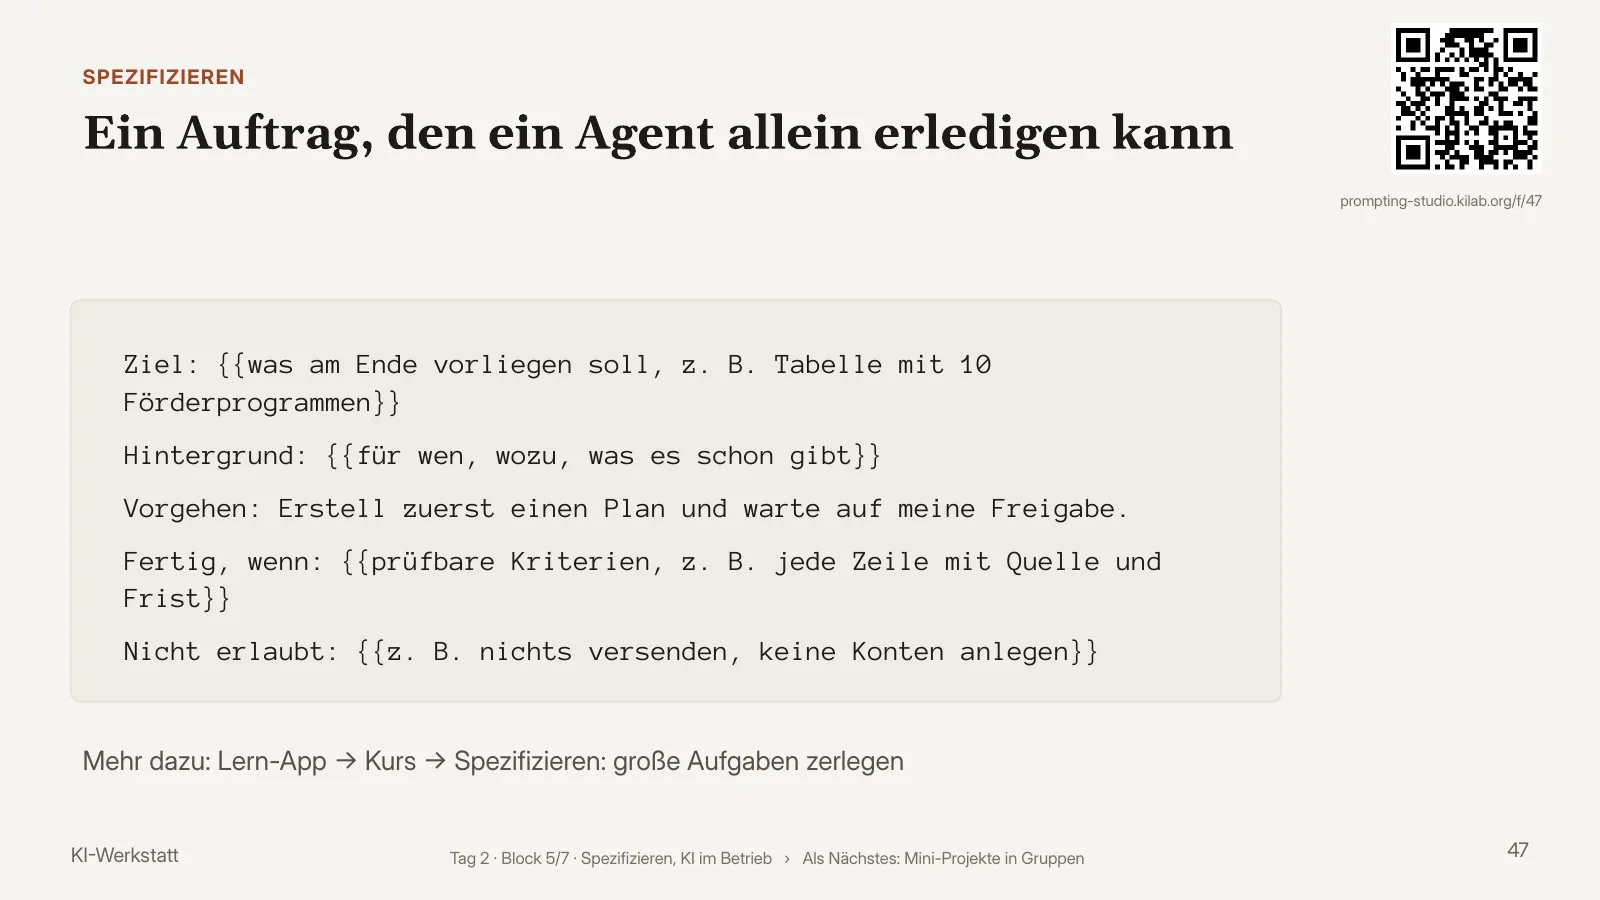 SPEZIFIZIEREN
Ein Auftrag, den ein Agent allein erledigen kann
prompting-studio.kilab.org/f/47
Ziel: {{was am Ende vorliegen soll, z. B. Tabelle mit 10
Förderprogrammen}}
Hintergrund: {{für wen, wozu, was es schon gibt}}
Vorgehen: Erstell zuerst einen Plan und warte auf meine Freigabe.
Fertig, wenn: {{prüfbare Kriterien, z. B. jede Zeile mit Quelle und
Frist}}
Nicht erlaubt: {{z. B. nichts versenden, keine Konten anlegen}}
Mehr dazu: Lern-App → Kurs → Spezifizieren: große Aufgaben zerlegen
KI-Werkstatt
Tag 2 · Block 5/7 · Spezifizieren, KI im Betrieb › Als Nächstes: Mini-Projekte in Gruppen
47